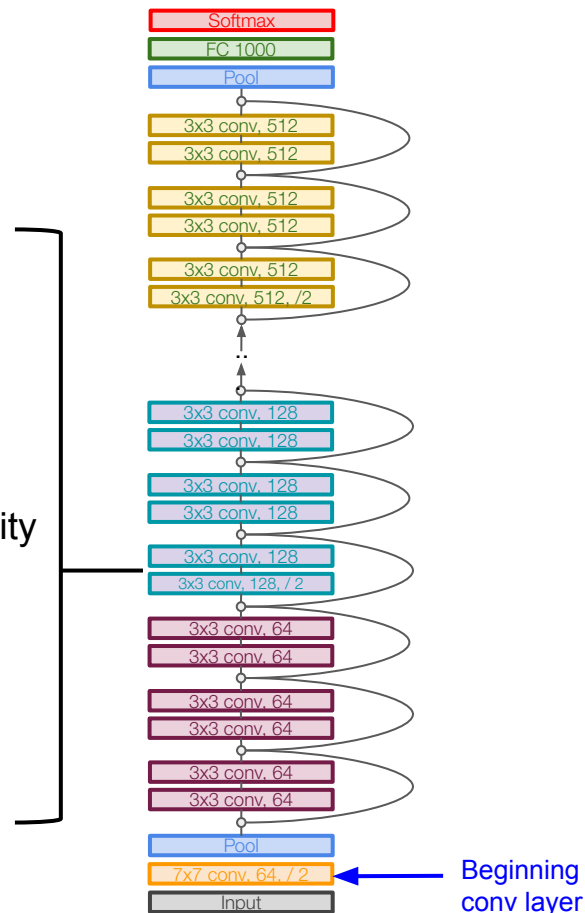 Softmax
FC 1000
Pool
3x3 conv, 512
3x3 conv, 512
3x3 conv, 512
3x3 conv, 512
3x3 conv, 512
3x3 conv, 512, /2
..
.
3x3 conv, 128
3x3 conv, 128
3x3 conv, 128
3x3 conv, 128
ity
3x3 conv, 128
3x3 conv, 128, / 2
3x3 conv, 64
3x3 conv, 64
3x3 conv, 64
3x3 conv, 64
3x3 conv, 64
3x3 conv, 64
Pool
7x7 conv, 64, / 2
Beginning
conv layer
Input